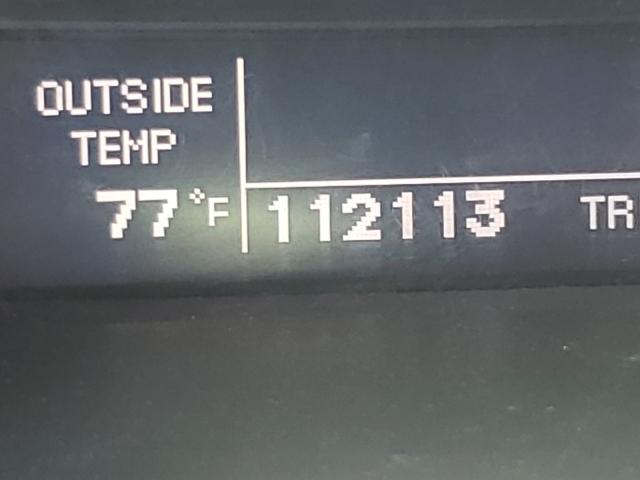 OUTSIDE
TEMP
77°F
112113
TR